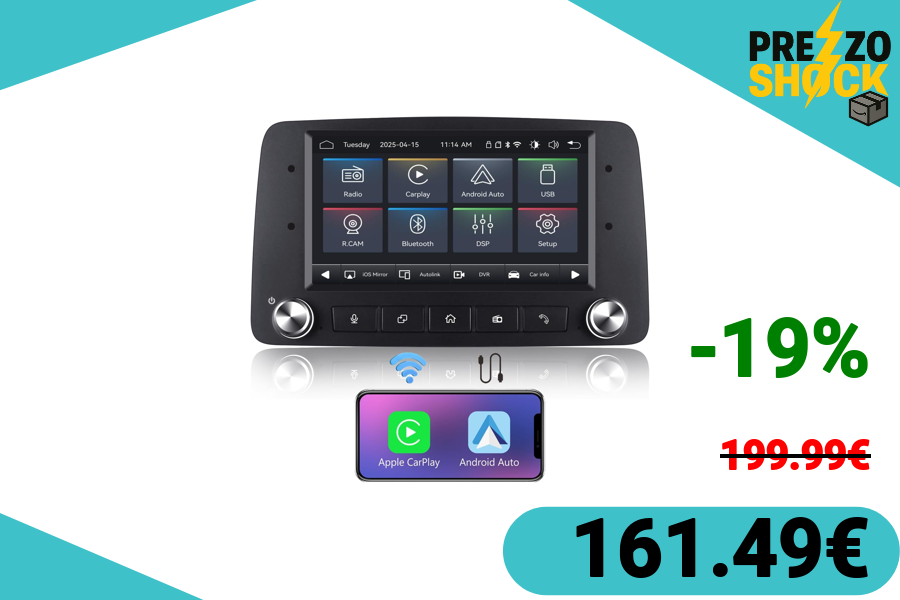 PREZZO
SHOCK
Tuesday 2025-04-15 11:14 AM
Radio Carplay Android Auto USB
R.CAM Bluetooth DSP Setup
iOS Mirror Autolink DVR Car info
Apple CarPlay Android Auto
-19%
199.99€
161.49€